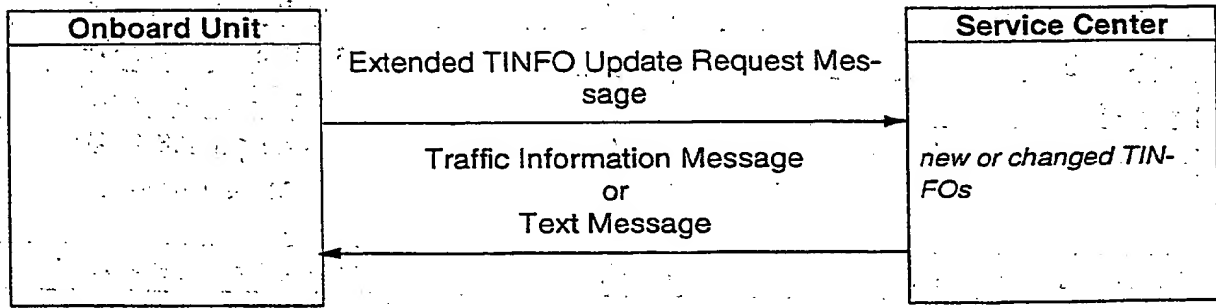 Onboard Unit
Service Center
Extended TINFO Update Request Mes-
sage
Traffic Information Message
or
Text Message
new or changed TIN-
FOs